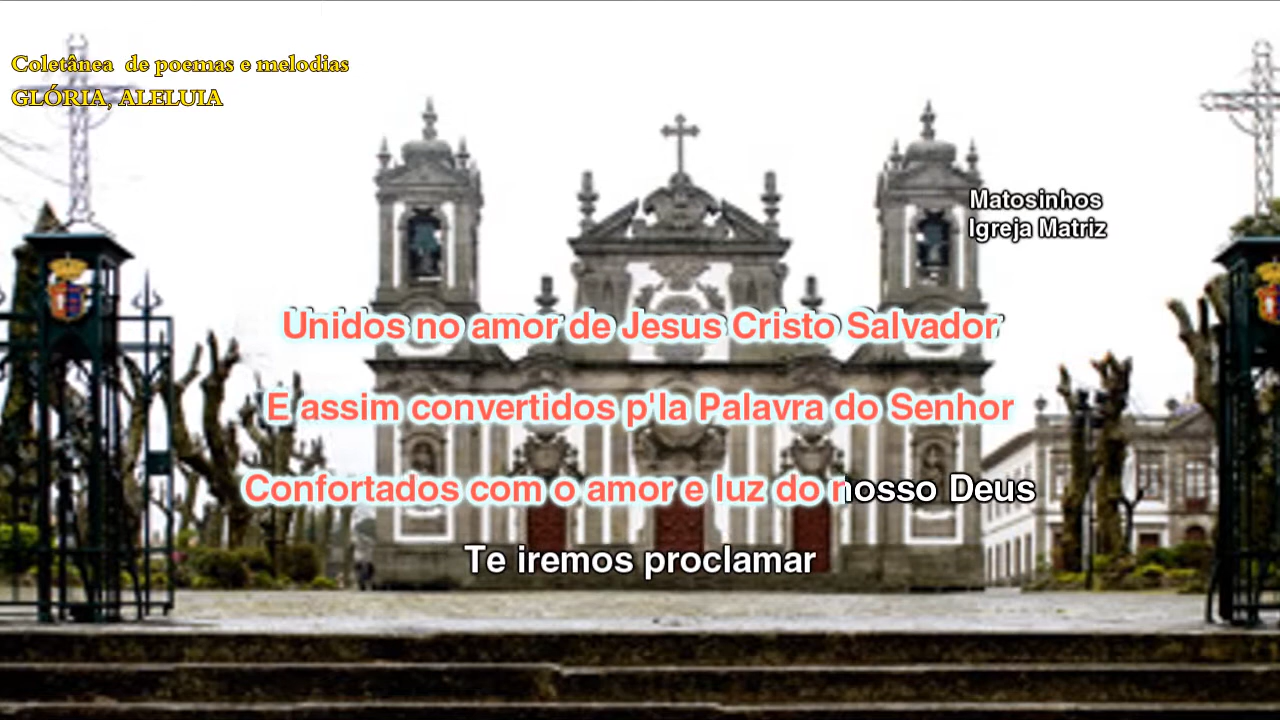 Coletânea de poemas e melodias
GLÓRIA, ALELUIA
Matosinhos
Igreja Matriz
Unidos no amor de Jesus Cristo Salvador
E assim convertidos p'la Palavra do Senhor
Confortados com o amor e luz do nosso Deus
Te iremos proclamar